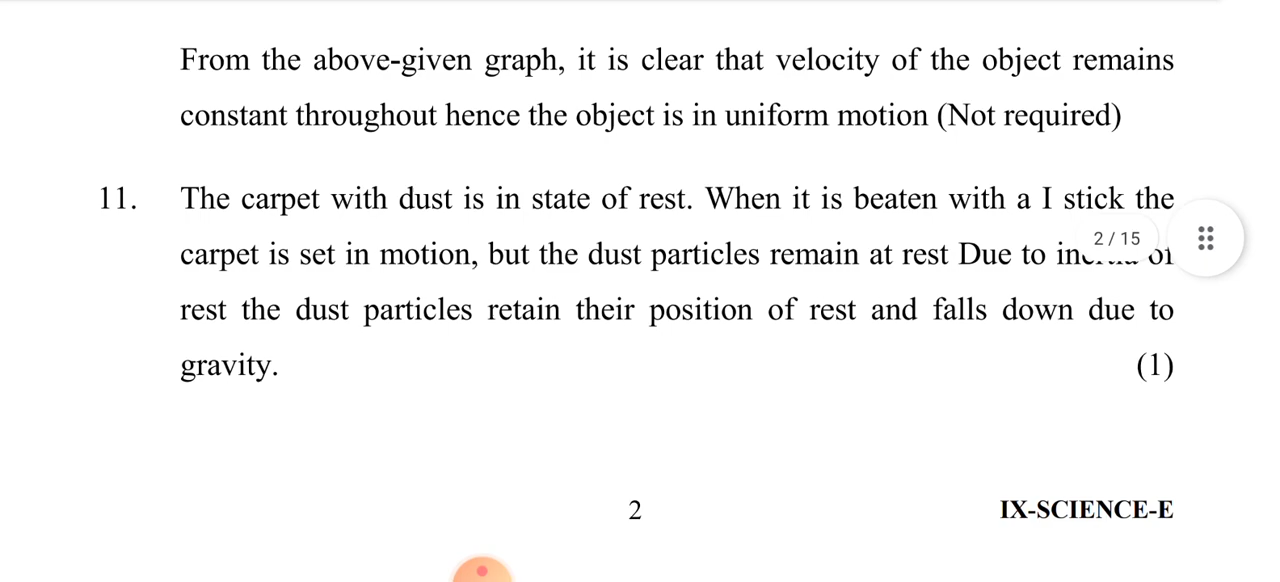 From the above-given graph, it is clear that velocity of the object remains
constant throughout hence the object is in uniform motion (Not required)
11. The carpet with dust is in state of rest. When it is beaten with a I stick the
2 / 15
carpet is set in motion, but the dust particles remain at rest Due to of
rest the dust particles retain their position of rest and falls down due to
gravity. (1)
2 IX-SCIENCE-E